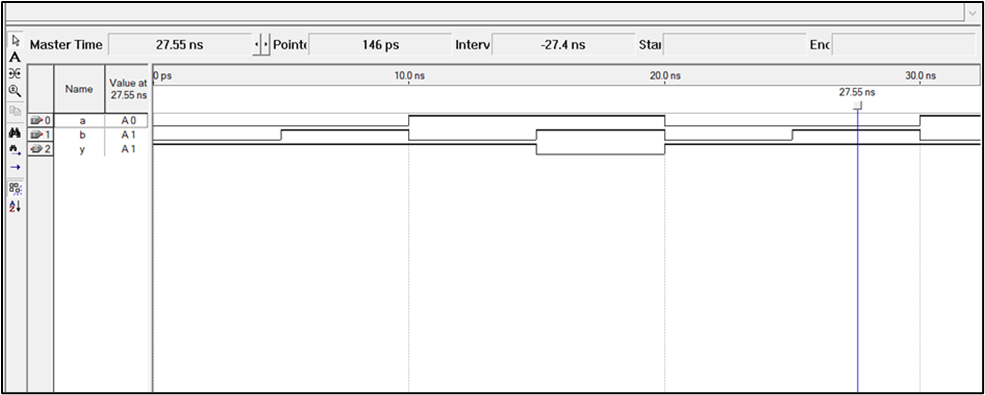 Master Time 27.55 ns Pointe 146 ps Interv -27.4 ns Star End
A
Name Value at
27.55 ns
0 ps 10.0 ns 20.0 ns 30.0 ns
27.55 ns
0 a A 0
1 b A 1
2 y A 1
A
Z